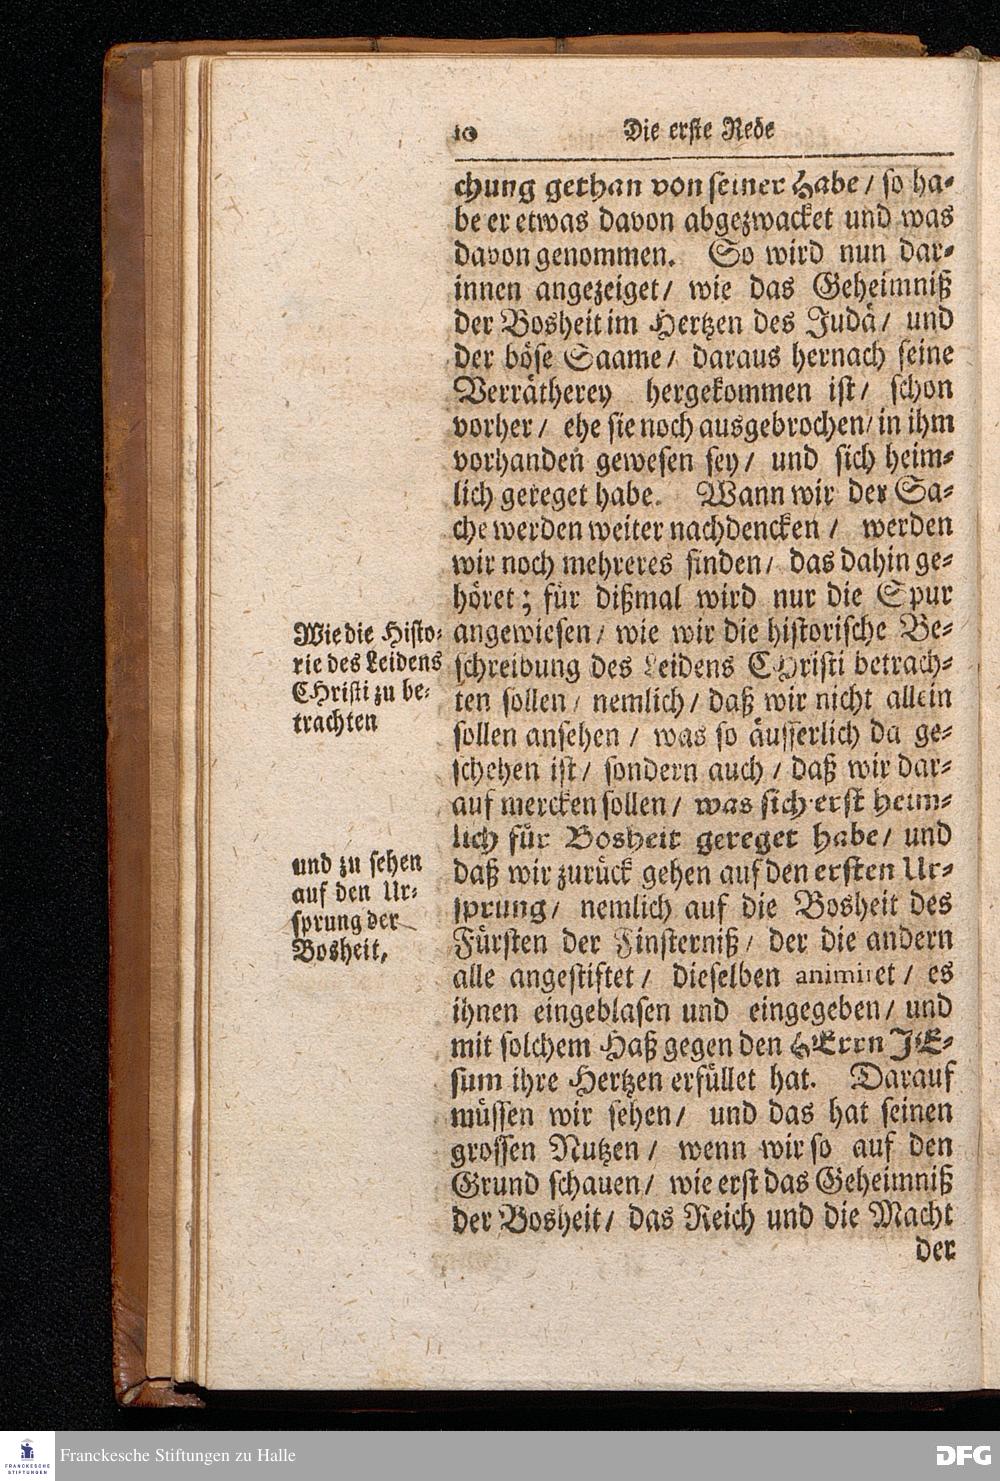 10 Die erste Rede
chung gethan von seiner Habe / so ha-
be er etwas davon abgezwacket und was
davon genommen. So wird nun dar-
innen angezeiget / wie das Geheimniß
der Bosheit im Hertzen des Judä / und
der böse Saame / daraus hernach seine
Verrätherey hergekommen ist / schon
vorher / ehe sie noch ausgebrochen / in ihm
vorhanden gewesen sey / und sich heim-
lich gereget habe. Wann wir der Sa-
che werden weiter nachdencken / werden
wir noch mehreres finden / das dahin ge-
höret; für dißmal wird nur die Spur
Wie die Histo-
rie des Leidens
CHristi zu be-
trachten
angewiesen / wie wir die historische Be-
schreibung des Leidens CHristi betrach-
ten sollen / nemlich / daß wir nicht allein
sollen ansehen / was so äusserlich da ge-
schehen ist / sondern auch / daß wir dar-
auf mercken sollen / was sich erst heim-
lich für Bosheit gereget habe / und
und zu sehen
auf den Ur-
sprung der
Bosheit,
daß wir zurück gehen auf den ersten Ur-
sprung / nemlich auf die Bosheit des
Fürsten der Finsterniß / der die andern
alle angestiftet / dieselben animiret / es
ihnen eingeblasen und eingegeben / und
mit solchem Haß gegen den HErrn JE-
sum ihre Hertzen erfüllet hat. Darauf
müssen wir sehen / und das hat seinen
grossen Nutzen / wenn wir so auf den
Grund schauen / wie erst das Geheimniß
der Bosheit / das Reich und die Macht
der
FRANCKESCHE
STIFTUNGEN
Franckesche Stiftungen zu Halle
DFG